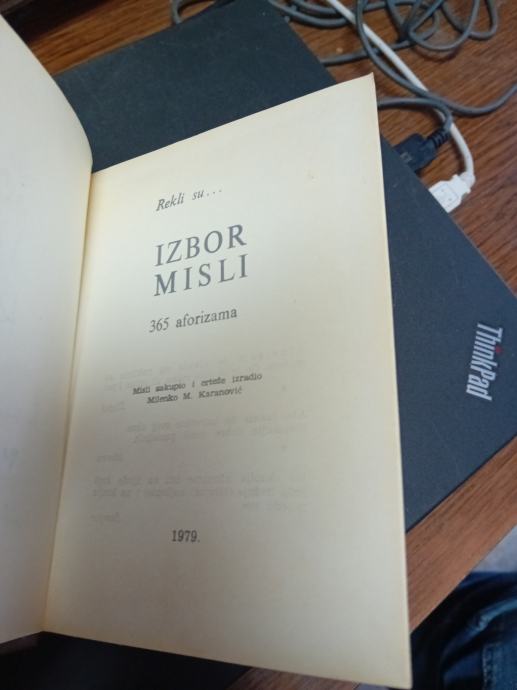 Rekli su...
IZBOR
MISLI
365 aforizama
Misli sakupio i crteže izradio
Milenko M. Karanović
1979.
ThinkPad